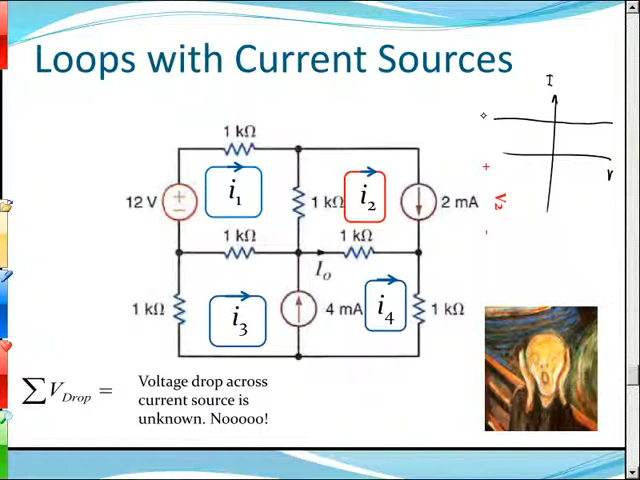 Loops with Current Sources
I
1 kΩ
i1
1 kΩ
i2
12 V
2 mA
+
V2
-
V
1 kΩ
1 kΩ
Io
1 kΩ
i3
4 mA
i4
1 kΩ
∑ VDrop =
Voltage drop across
current source is
unknown. Nooooo!